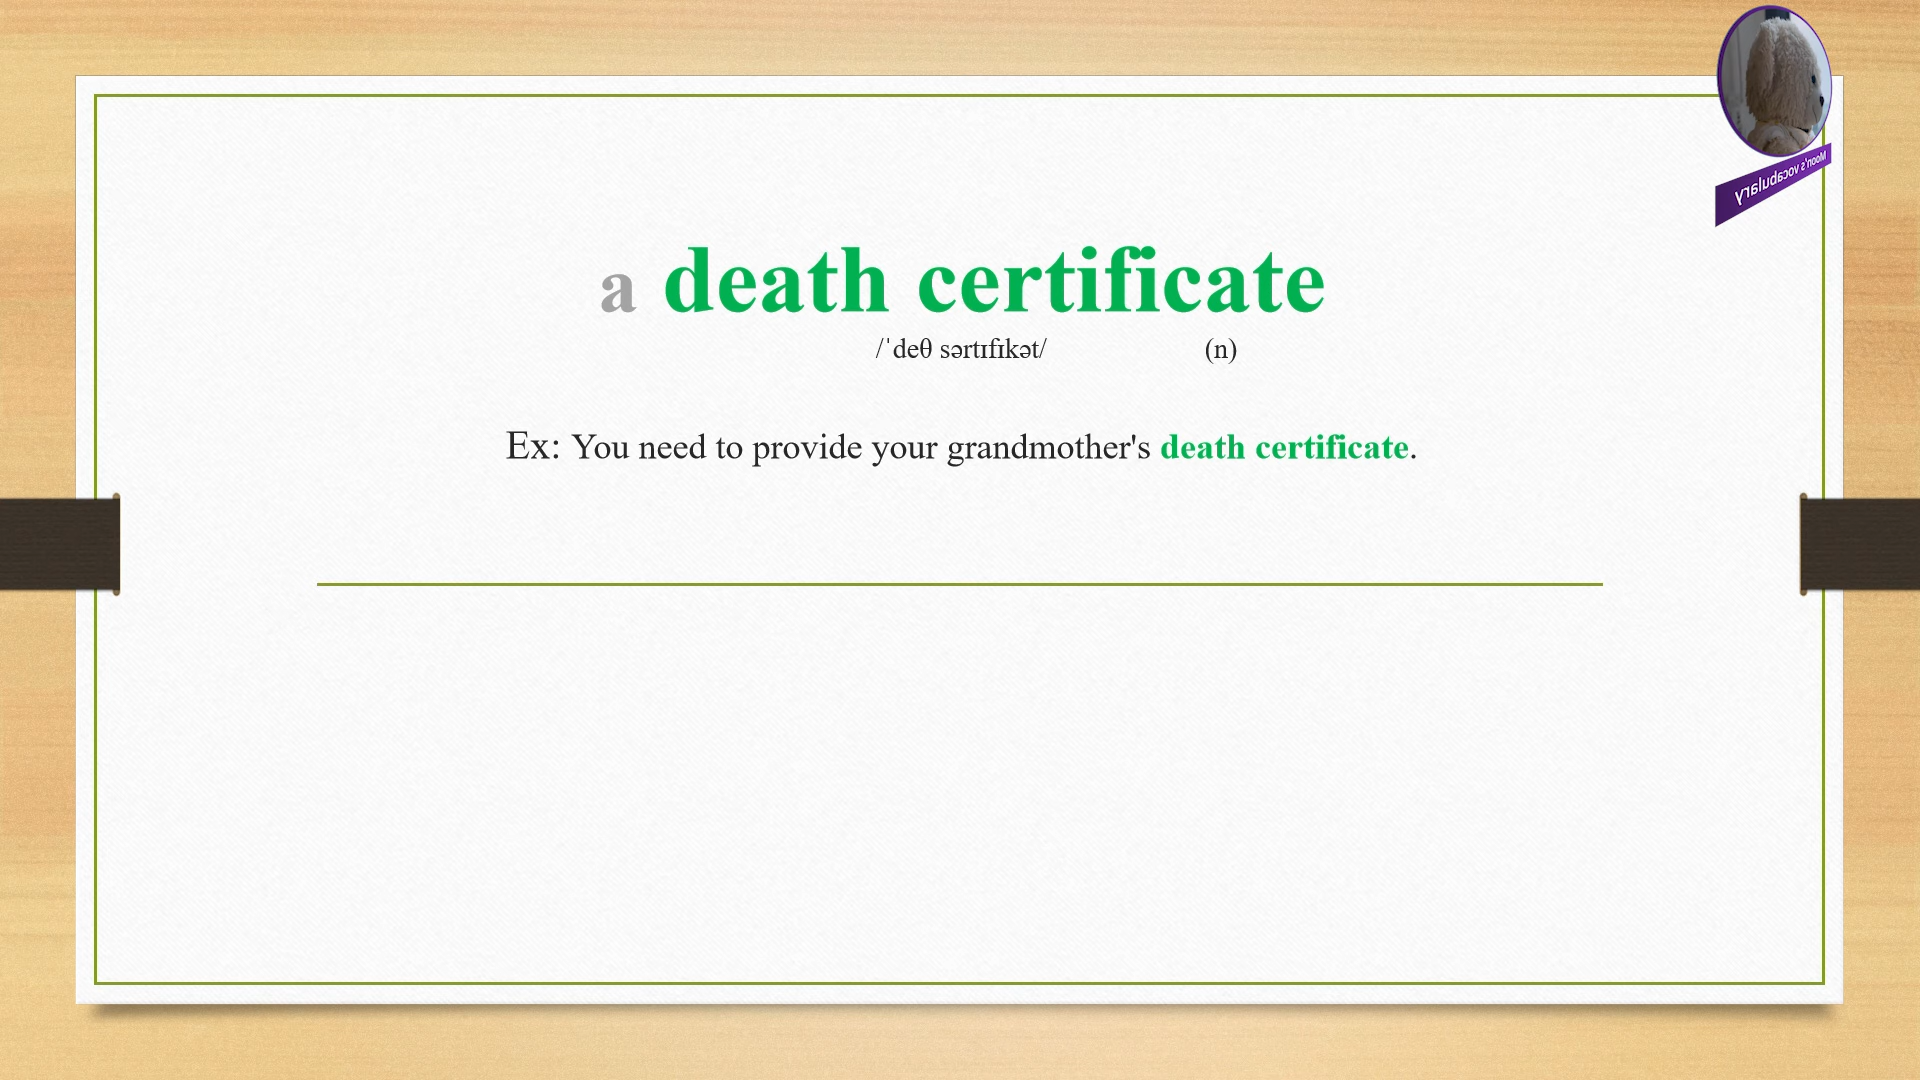 Moon's vocabulary
a death certificate
/ˈdeθ sərtɪfɪkət/ (n)
Ex: You need to provide your grandmother's death certificate.